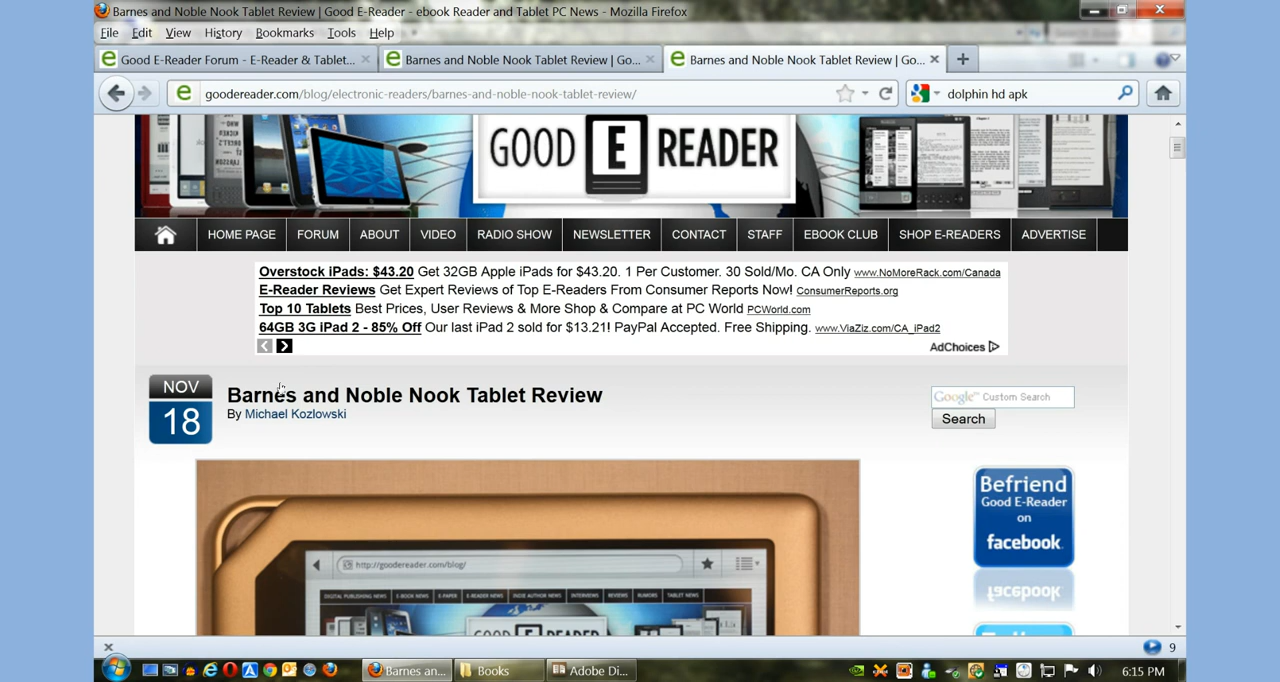 Barnes and Noble Nook Tablet Review | Good E-Reader - ebook Reader and Tablet PC News - Mozilla Firefox
File Edit View History Bookmarks Tools Help
Good E-Reader Forum - E-Reader & Tablet... Barnes and Noble Nook Tablet Review | Go... Barnes and Noble Nook Tablet Review | Go...
goodereader.com/blog/electronic-readers/barnes-and-noble-nook-tablet-review/ dolphin hd apk
GOOD E READER
HOME PAGE FORUM ABOUT VIDEO RADIO SHOW NEWSLETTER CONTACT STAFF EBOOK CLUB SHOP E-READERS ADVERTISE
Overstock iPads: $43.20 Get 32GB Apple iPads for $43.20. 1 Per Customer. 30 Sold/Mo. CA Only www.NoMoreRack.com/Canada
E-Reader Reviews Get Expert Reviews of Top E-Readers From Consumer Reports Now! ConsumerReports.org
Top 10 Tablets Best Prices, User Reviews & More Shop & Compare at PC World PCWorld.com
64GB 3G iPad 2 - 85% Off Our last iPad 2 sold for $13.21! PayPal Accepted. Free Shipping. www.ViaZiz.com/CA_iPad2
AdChoices
NOV
18
Barnes and Noble Nook Tablet Review
By Michael Kozlowski
Google™ Custom Search
Search
Befriend
Good E-Reader
on
facebook.
http://goodereader.com/blog/
DIGITAL PUBLISHING NEWS E-BOOK NEWS E-PAPER E-READER NEWS INDIE AUTHOR NEWS INTERVIEWS REVIEWS RUMORS TABLET NEWS
GOOD E READER
9
Barnes an... Books Adobe Di... 6:15 PM